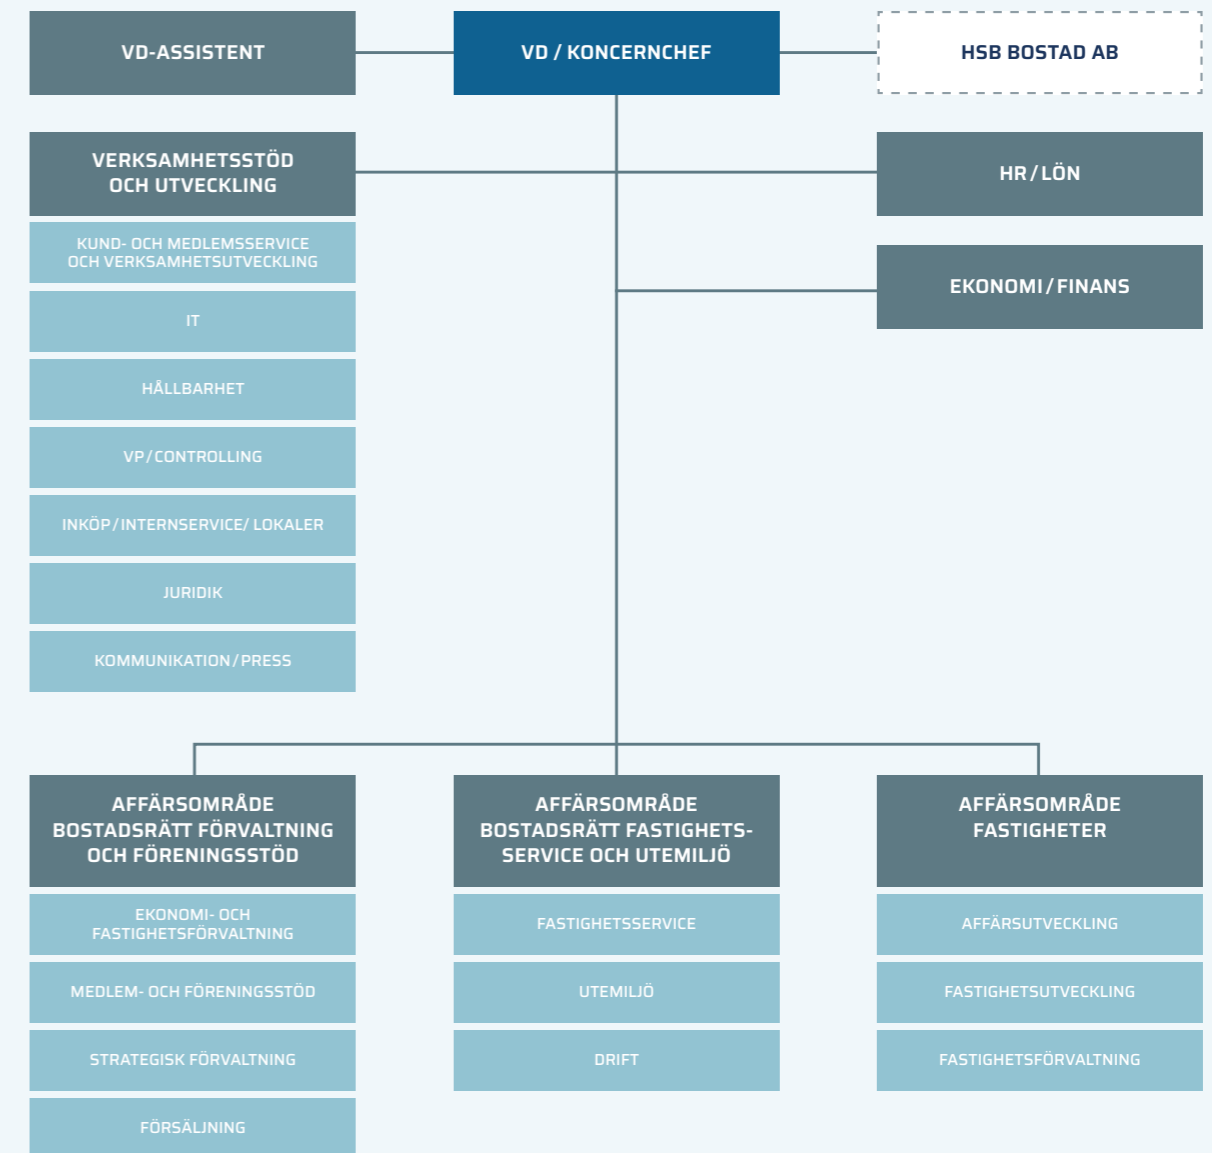 VD-ASSISTENT
VD / KONCERNCHEF
HSB BOSTAD AB
VERKSAMHETSSTÖD
OCH UTVECKLING
HR / LÖN
KUND- OCH MEDLEMSSERVICE
OCH VERKSAMHETSUTVECKLING
EKONOMI / FINANS
IT
HÅLLBARHET
VP / CONTROLLING
INKÖP / INTERNSERVICE/ LOKALER
JURIDIK
KOMMUNIKATION / PRESS
AFFÄRSOMRÅDE
BOSTADSRÄTT FÖRVALTNING
OCH FÖRENINGSSTÖD
EKONOMI- OCH
FASTIGHETSFÖRVALTNING
MEDLEM- OCH FÖRENINGSSTÖD
STRATEGISK FÖRVALTNING
FÖRSÄLJNING
AFFÄRSOMRÅDE
BOSTADSRÄTT FASTIGHETS-
SERVICE OCH UTEMILJÖ
FASTIGHETSSERVICE
UTEMILJÖ
DRIFT
AFFÄRSOMRÅDE
FASTIGHETER
AFFÄRSUTVECKLING
FASTIGHETSUTVECKLING
FASTIGHETSFÖRVALTNING